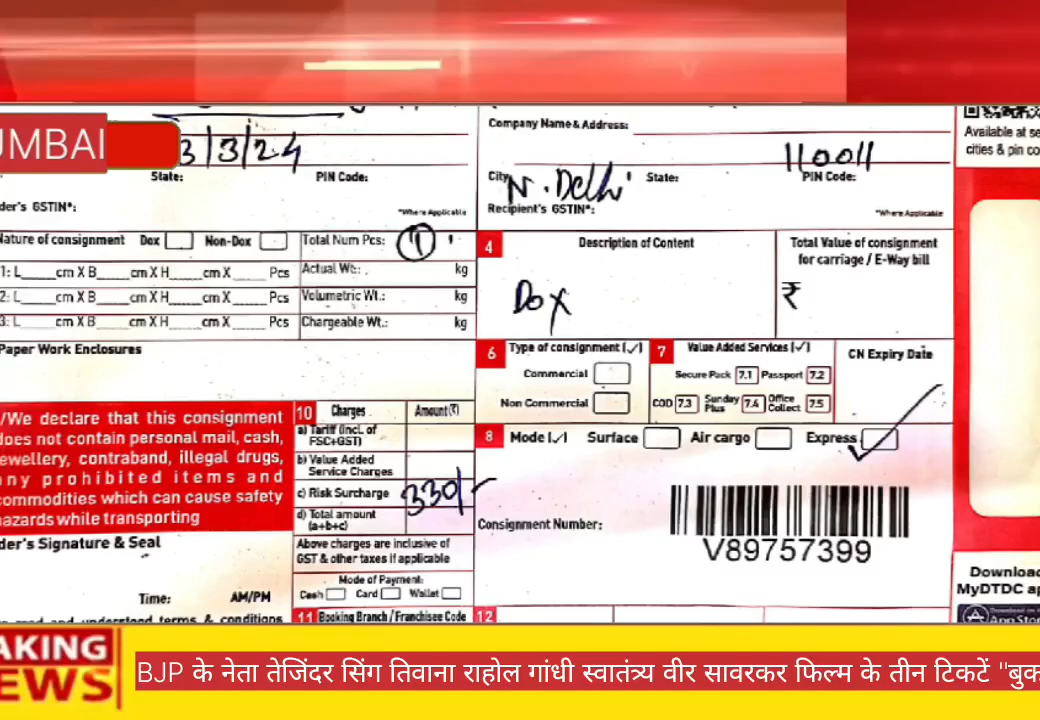 UMBAI
3/3/24
State: PIN Code:
der's GSTIN*: *Where Applicable
Company Name & Address:
110011
City N. Delhi State: PIN Code:
Recipient's GSTIN*: *Where Applicable
Available at se
cities & pin co
Nature of consignment Dox Non-Dox
Total Num Pcs: 1
1: L cm X B cm X H cm X Pcs
Actual Wt.: kg
2: L cm X B cm X H cm X Pcs
Volumetric Wt.: kg
3: L cm X B cm X H cm X Pcs
Chargeable Wt.: kg
4 Description of Content
Dox
Total Value of consignment
for carriage / E-Way bill
₹
Paper Work Enclosures
6 Type of consignment (✓)
Commercial
Non Commercial
7 Value Added Services (✓)
Secure Pack 7.1 Passport 7.2
COD 7.3 Sunday Plus 7.4 Office Collect 7.5
CN Expiry Date
/We declare that this consignment
does not contain personal mail, cash,
ewellery, contraband, illegal drugs,
ny prohibited items and
commodities which can cause safety
hazards while transporting
10 Charges Amount(₹)
a) Tariff (Incl. of
FSC+GST)
b) Value Added
Service Charges
c) Risk Surcharge
330/-
d) Total amount
(a+b+c)
8 Mode (✓) Surface Air cargo Express
Consignment Number:
V89757399
der's Signature & Seal
Time: AM/PM
Above charges are inclusive of
GST & other taxes if applicable
Mode of Payment:
Cash Card Wallet
read and understood terms & conditions
11 Booking Branch / Franchisee Code
12
Download
MyDTDC ap
Download on
App Store
AKING
EWS
BJP के नेता तेजिंदर सिंग तिवाना राहोल गांधी स्वातंत्र्य वीर सावरकर फिल्म के तीन टिकटें "बुक